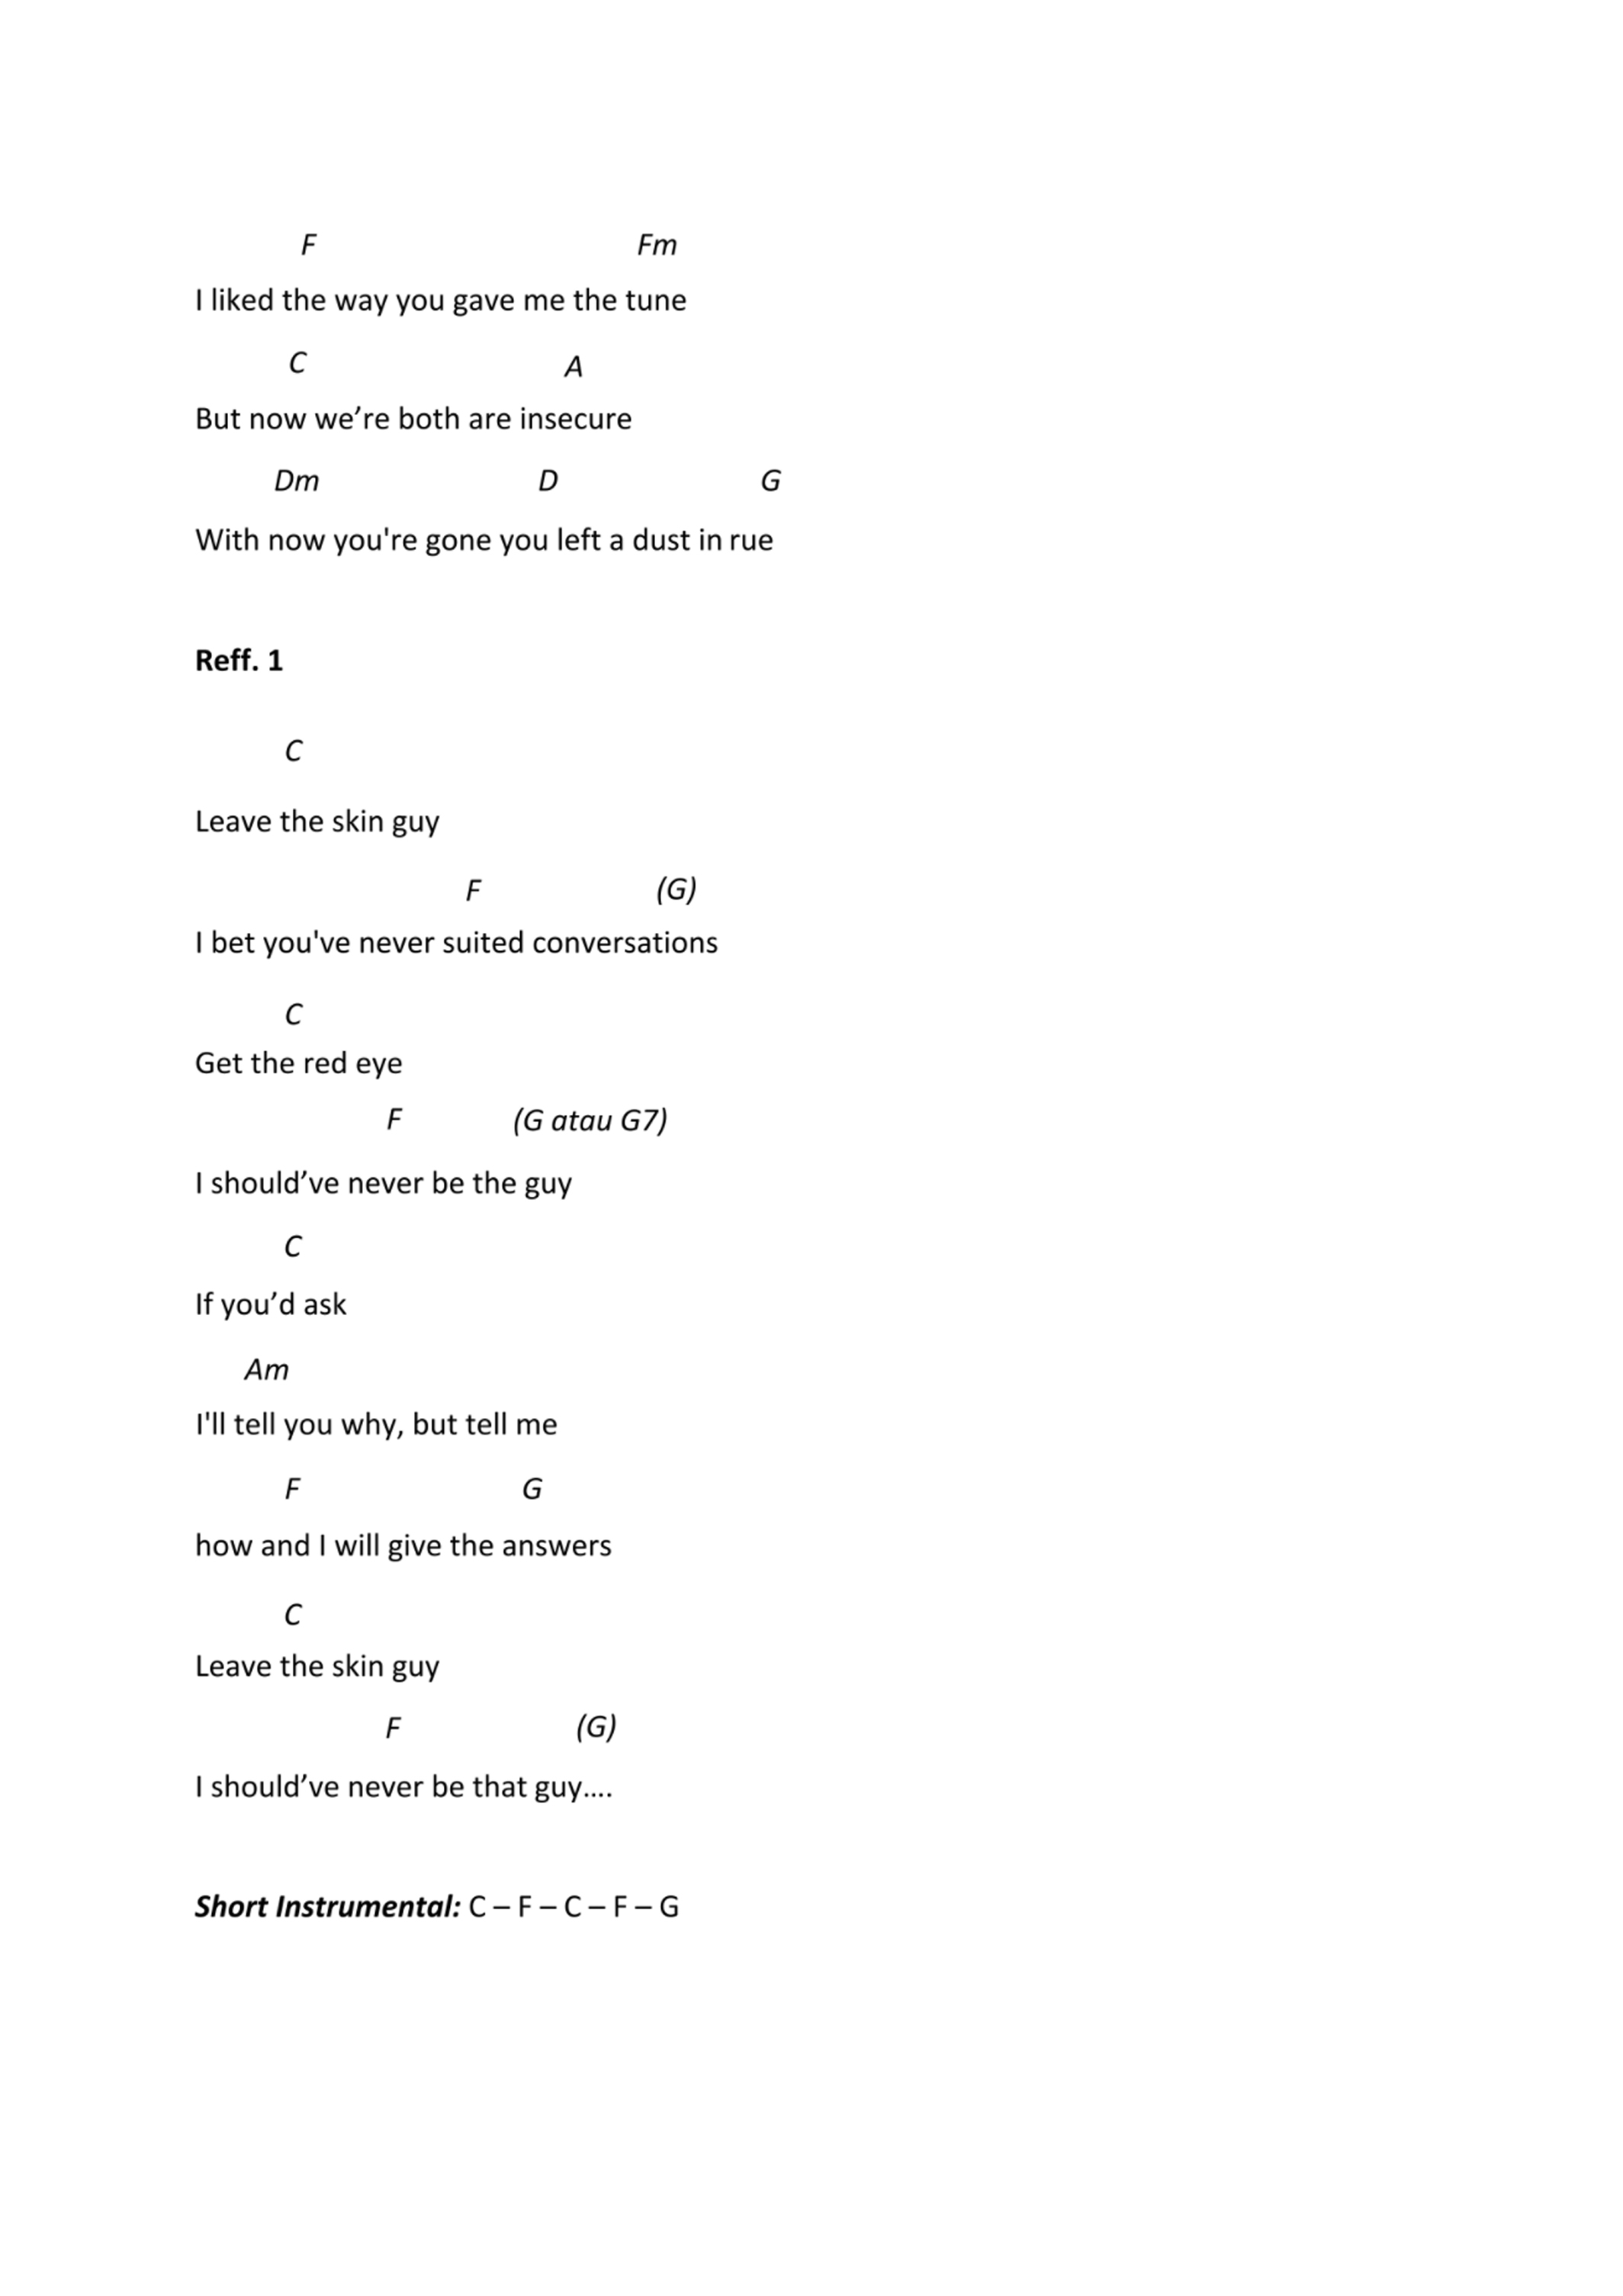 F Fm
I liked the way you gave me the tune
C A
But now we’re both are insecure
Dm D G
With now you're gone you left a dust in rue
Reff. 1
C
Leave the skin guy
F (G)
I bet you've never suited conversations
C
Get the red eye
F (G atau G7)
I should’ve never be the guy
C
If you’d ask
Am
I'll tell you why, but tell me
F G
how and I will give the answers
C
Leave the skin guy
F (G)
I should’ve never be that guy....
Short Instrumental: C – F – C – F – G